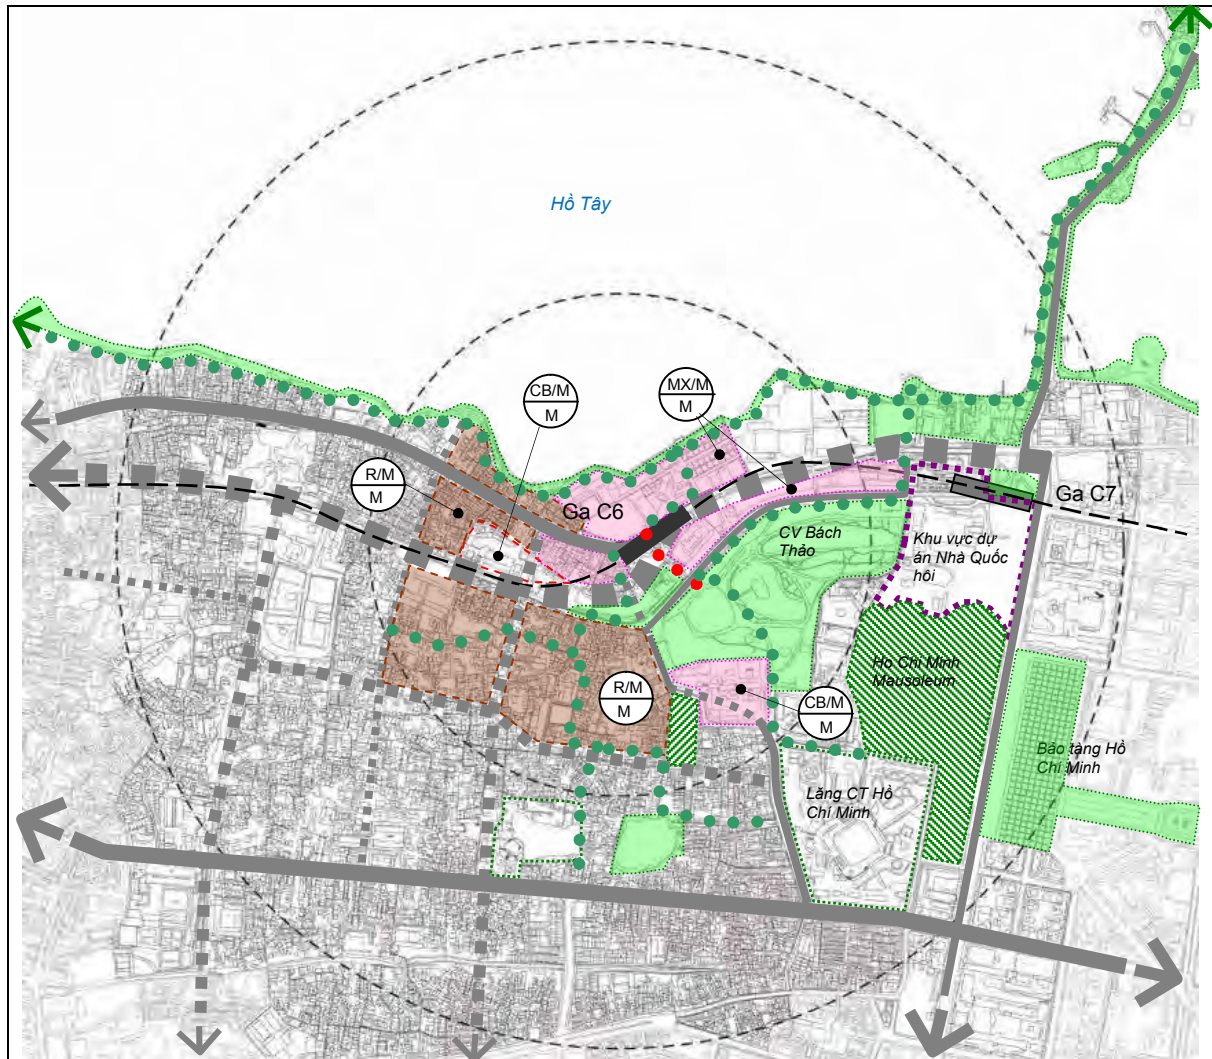 Hồ Tây
CB/M
M
MX/M
M
R/M
M
Ga C6
Ga C7
CV Bách
Thảo
Khu vực dự
án Nhà Quốc
hôi
Ho Chi Minh
Mausoleum
R/M
M
CB/M
M
Bảo tàng Hồ
Chí Minh
Lăng CT Hồ
Chí Minh